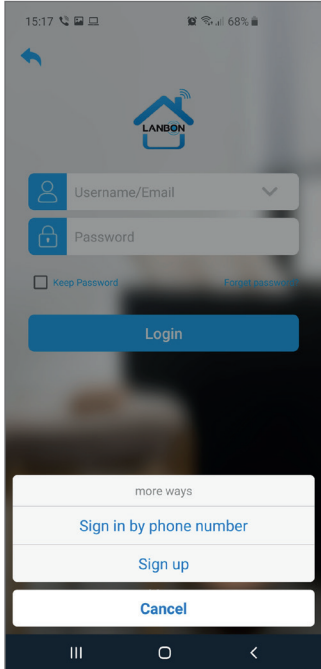 15:17 68%
LANBON
Username/Email
Password
Keep Password Forget password?
Login
more ways
Sign in by phone number
Sign up
Cancel